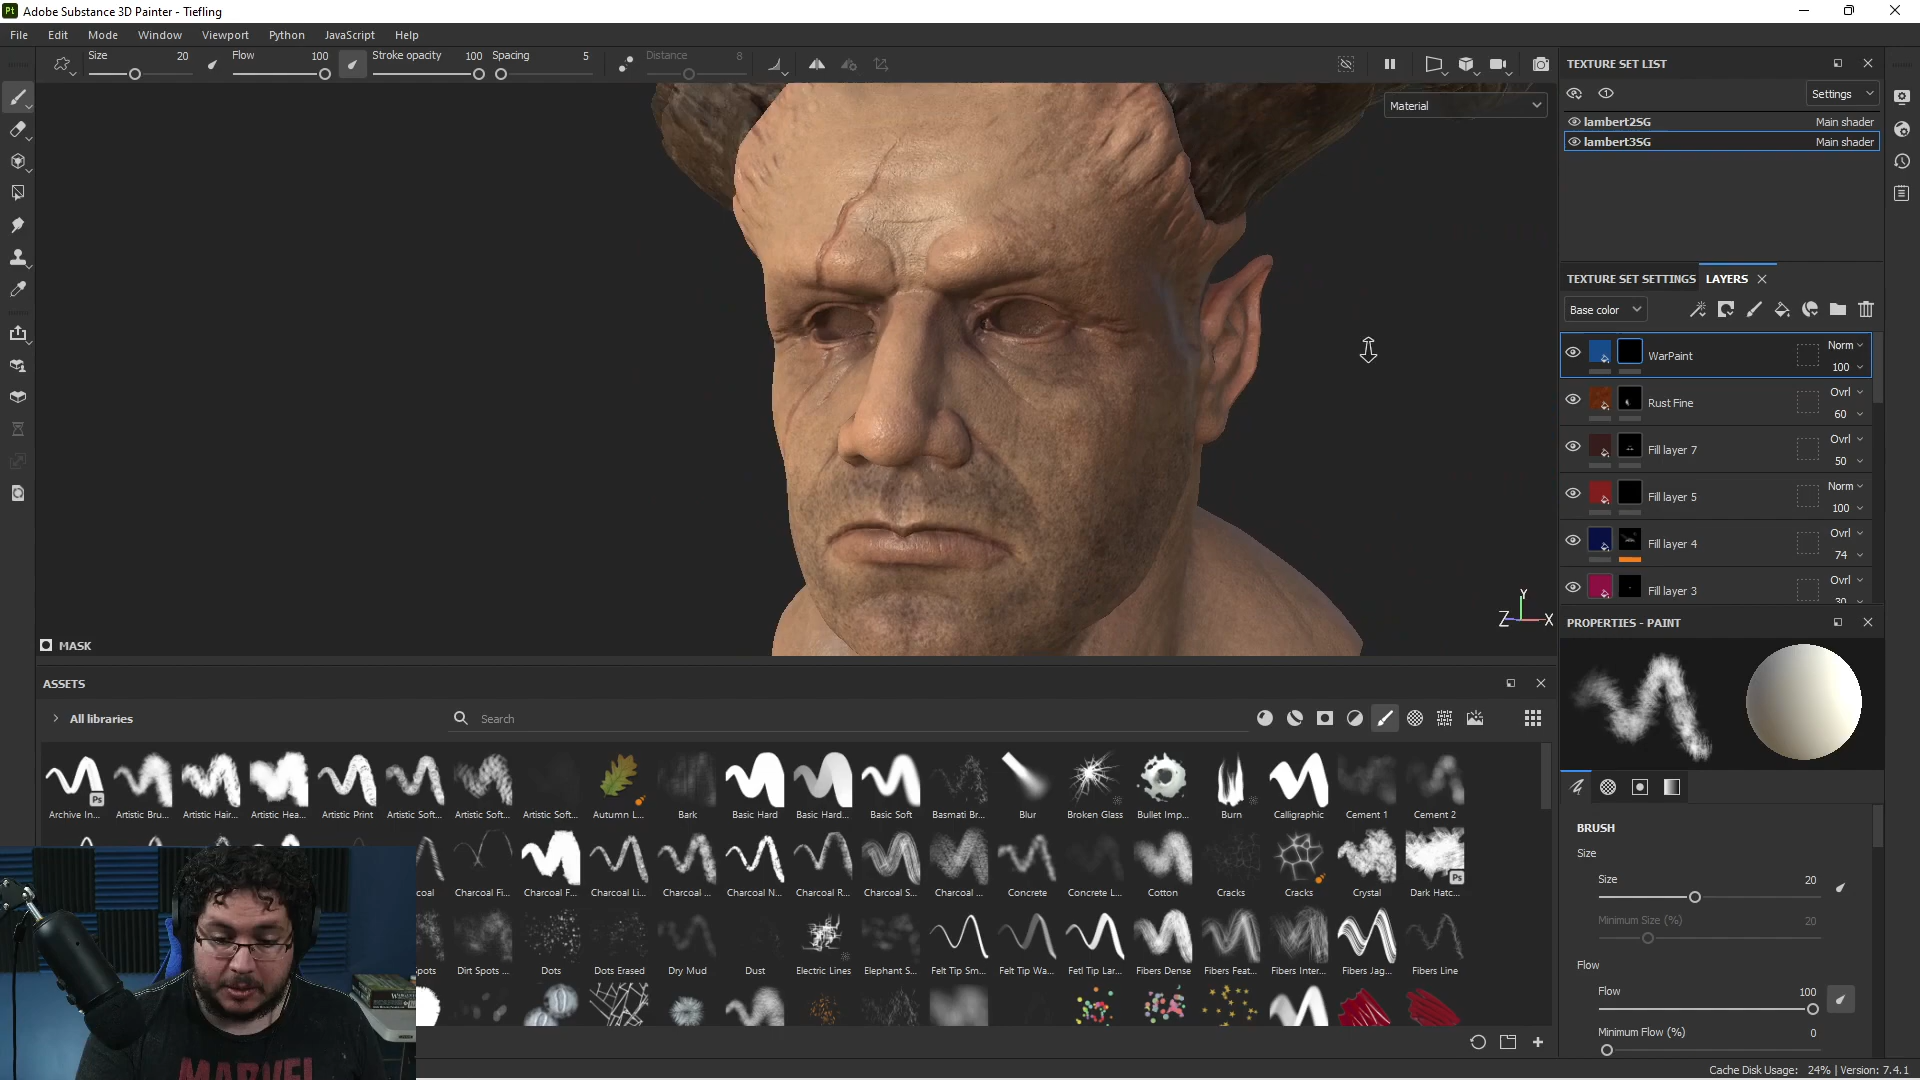 Pt Adobe Substance 3D Painter - Tiefling
File Edit Mode Window Viewport Python JavaScript Help
Size 20 Flow 100 Stroke opacity 100 Spacing 5 Distance 8
Material
TEXTURE SET LIST
Settings
lambert2SG Main shader
lambert3SG Main shader
TEXTURE SET SETTINGS LAYERS
Base color
WarPaint Norm 100
Rust Fine Ovrl 60
Fill layer 7 Ovrl 50
Fill layer 5 Norm 100
Fill layer 4 Ovrl 74
Fill layer 3 Ovrl 30
Y
Z X
MASK
PROPERTIES - PAINT
BRUSH
Size
Size 20
Minimum Size (%) 20
Flow
Flow 100
Minimum Flow (%) 0
ASSETS
All libraries Search
Archive In... Artistic Bru... Artistic Hair... Artistic Hea... Artistic Print Artistic Soft... Artistic Soft... Artistic Soft... Autumn L... Bark Basic Hard Basic Hard... Basic Soft Basmati Br... Blur Broken Glass Bullet Imp... Burn Calligraphic Cement 1 Cement 2
Ps
coal Charcoal Fi... Charcoal F... Charcoal Li... Charcoal ... Charcoal N... Charcoal R... Charcoal S... Charcoal ... Concrete Concrete L... Cotton Cracks Cracks Crystal Dark Hatc...
Ps
pots Dirt Spots ... Dots Dots Erased Dry Mud Dust Electric Lines Elephant S... Felt Tip Sm... Felt Tip Wa... Fetl Tip Lar... Fibers Dense Fibers Feat... Fibers Inter... Fibers Jag... Fibers Line
MARVEL
Cache Disk Usage: 24% | Version: 7.4.1